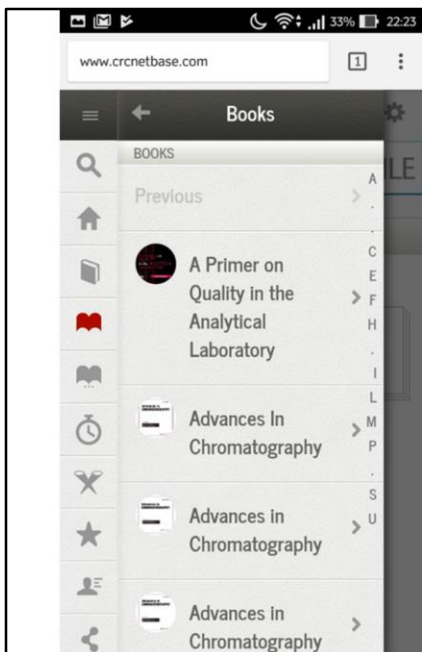 33% 22:23
www.crcnetbase.com 1
Books
BOOKS
ILE
Previous
A Primer on
Quality in the
Analytical
Laboratory
Advances In
Chromatography
Advances in
Chromatography
Advances in
Chromatography
A
.
.
C
E
F
H
.
I
L
M
P
.
S
U